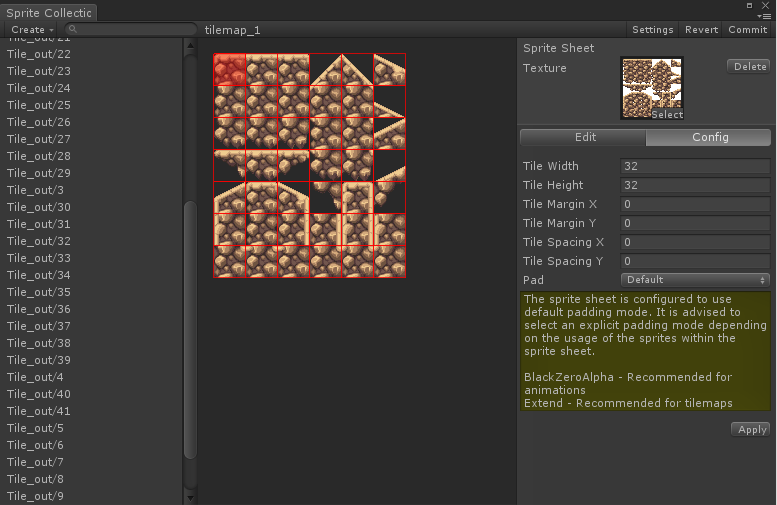 Sprite Collectic
Create
tilemap_1
Settings Revert Commit
Tile_out/21
Tile_out/22
Tile_out/23
Tile_out/24
Tile_out/25
Tile_out/26
Tile_out/27
Tile_out/28
Tile_out/29
Tile_out/3
Tile_out/30
Tile_out/31
Tile_out/32
Tile_out/33
Tile_out/34
Tile_out/35
Tile_out/36
Tile_out/37
Tile_out/38
Tile_out/39
Tile_out/4
Tile_out/40
Tile_out/41
Tile_out/5
Tile_out/6
Tile_out/7
Tile_out/8
Tile_out/9
Sprite Sheet
Texture
Delete
Select
Edit
Config
Tile Width 32
Tile Height 32
Tile Margin X 0
Tile Margin Y 0
Tile Spacing X 0
Tile Spacing Y 0
Pad Default
The sprite sheet is configured to use
default padding mode. It is advised to
select an explicit padding mode depending
on the usage of the sprites within the
sprite sheet.
BlackZeroAlpha - Recommended for
animations
Extend - Recommended for tilemaps
Apply